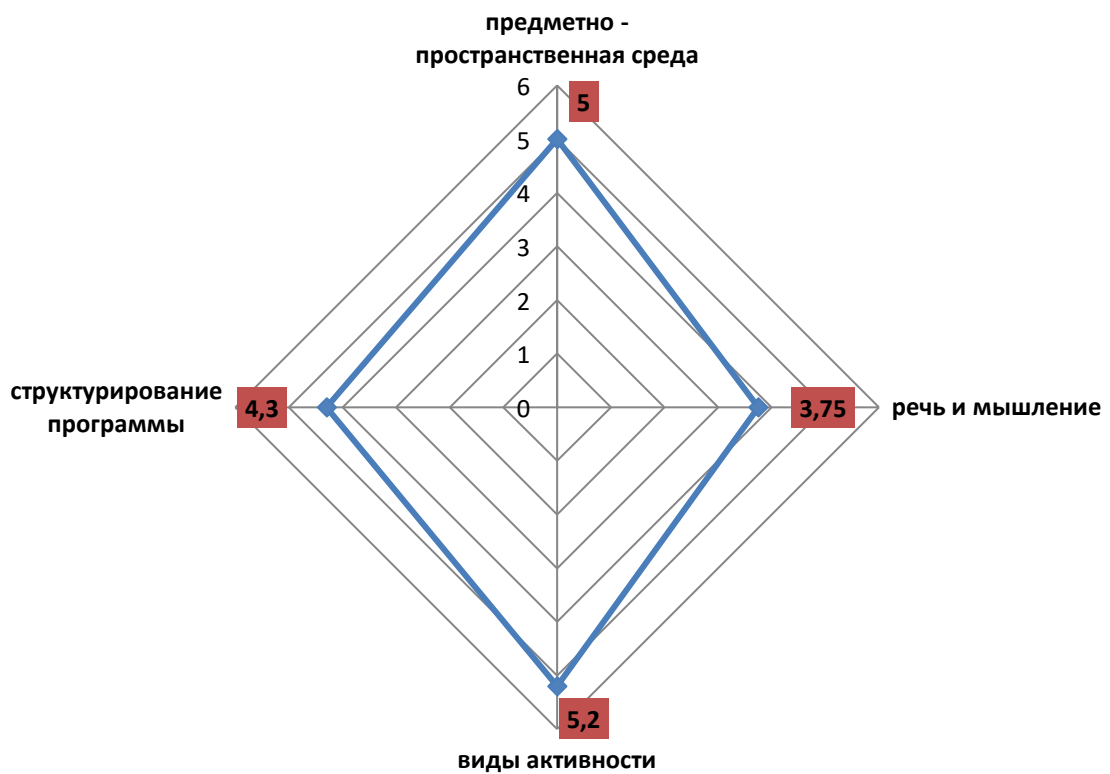 предметно -
пространственная среда
6
5
5
4
3
2
1
0
структурирование
программы
4,3
3,75
речь и мышление
5,2
виды активности